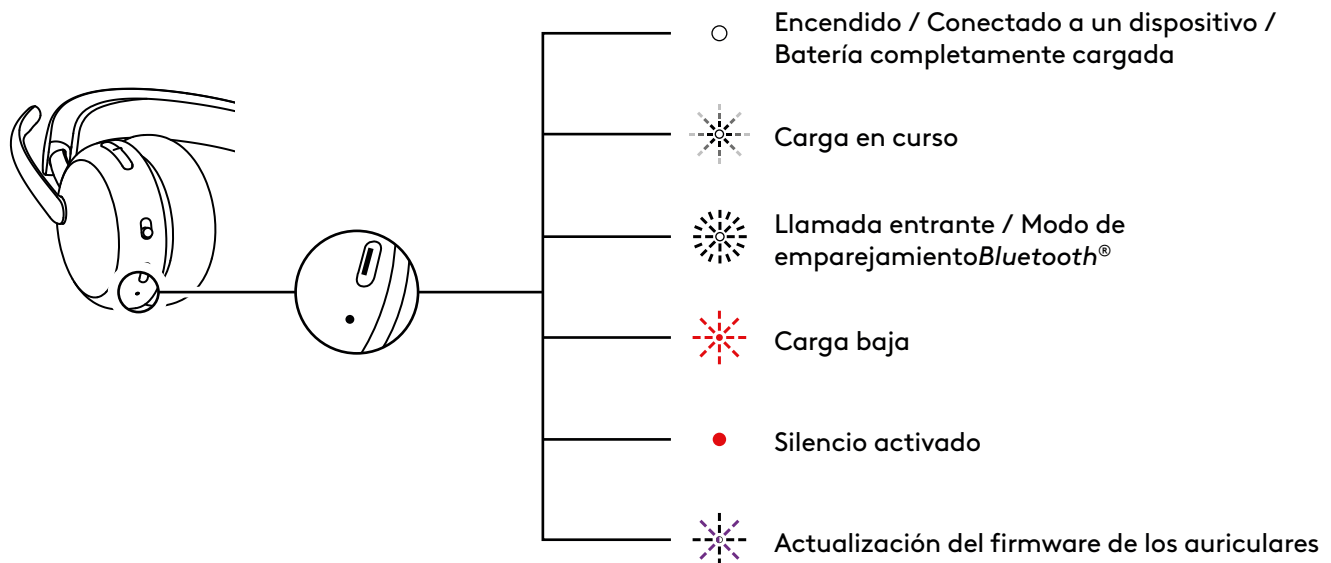 Encendido / Conectado a un dispositivo /
Batería completamente cargada
Carga en curso
Llamada entrante / Modo de
emparejamientoBluetooth®
Carga baja
Silencio activado
Actualización del firmware de los auriculares